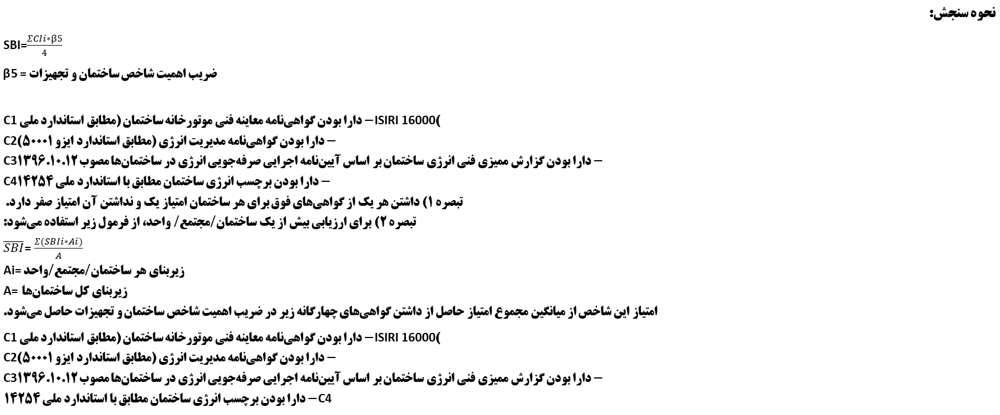 نحوه سنجش:
SBI=ΣCIi*β5/4
β5 = ضریب اهمیت شاخص ساختمان و تجهیزات
C1 دارا بودن گواهی‌نامه معاینه فنی موتورخانه ساختمان (مطابق استاندارد ملی – ISIRI 16000)
C2 – دارا بودن گواهی‌نامه مدیریت انرژی (مطابق استاندارد ایزو ۵۰۰۰۱)
C3 – دارا بودن گزارش ممیزی فنی انرژی ساختمان بر اساس آیین‌نامه اجرایی صرفه‌جویی انرژی در ساختمان‌ها مصوب ۱۳۹۶.۱۰.۱۲
C4 – دارا بودن برچسب انرژی ساختمان مطابق با استاندارد ملی ۱۴۲۵۴
تبصره ۱) داشتن هر یک از گواهی‌های فوق برای هر ساختمان امتیاز یک و نداشتن آن امتیاز صفر دارد.
تبصره ۲) برای ارزیابی بیش از یک ساختمان/مجتمع/ واحد، از فرمول زیر استفاده می‌شود:
SBI= Σ(SBIi*Ai)/A
Ai= زیربنای هر ساختمان/مجتمع/واحد
A= زیربنای کل ساختمان‌ها
امتیاز این شاخص از میانگین مجموع امتیاز حاصل از داشتن گواهی‌های چهارگانه زیر در ضریب اهمیت شاخص ساختمان و تجهیزات حاصل می‌شود.
C1 دارا بودن گواهی‌نامه معاینه فنی موتورخانه ساختمان (مطابق استاندارد ملی – ISIRI 16000)
C2 – دارا بودن گواهی‌نامه مدیریت انرژی (مطابق استاندارد ایزو ۵۰۰۰۱)
C3 – دارا بودن گزارش ممیزی فنی انرژی ساختمان بر اساس آیین‌نامه اجرایی صرفه‌جویی انرژی در ساختمان‌ها مصوب ۱۳۹۶.۱۰.۱۲
C4 – دارا بودن برچسب انرژی ساختمان مطابق با استاندارد ملی ۱۴۲۵۴